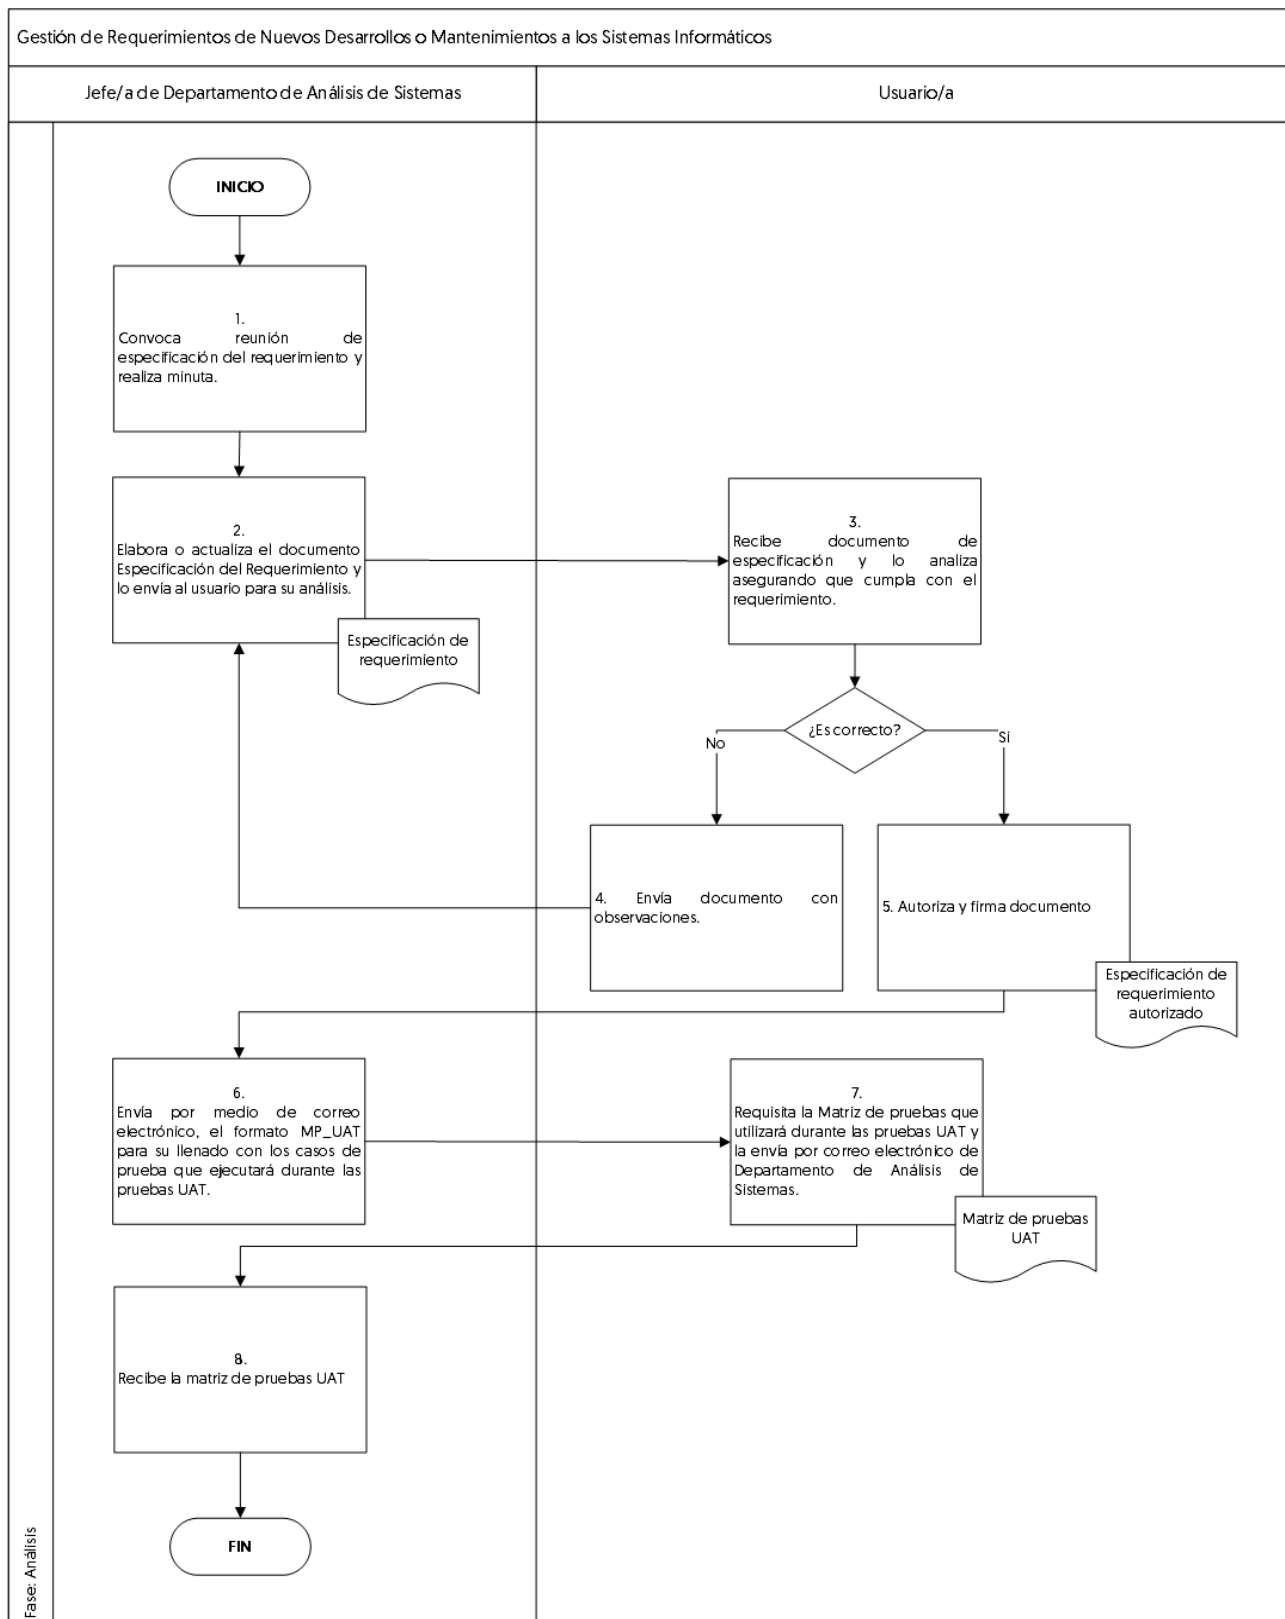 Gestión de Requerimientos de Nuevos Desarrollos o Mantenimientos a los Sistemas Informáticos
Jefe/a de Departamento de Análisis de Sistemas
Usuario/a
INICIO
1.
Convoca reunión de
especificación del requerimiento y
realiza minuta.
2.
Elabora o actualiza el documento
Especificación del Requerimiento y
lo envía al usuario para su análisis.
Especificación de
requerimiento
3.
Recibe documento de
especificación y lo analiza
asegurando que cumpla con el
requerimiento.
¿Es correcto?
No
Sí
4. Envía documento con
observaciones.
5. Autoriza y firma documento
Especificación de
requerimiento
autorizado
6.
Envía por medio de correo
electrónico, el formato MP_UAT
para su llenado con los casos de
prueba que ejecutará durante las
pruebas UAT.
7.
Requisita la Matriz de pruebas que
utilizará durante las pruebas UAT y
la envía por correo electrónico de
Departamento de Análisis de
Sistemas.
Matriz de pruebas
UAT
8.
Recibe la matriz de pruebas UAT
FIN
Fase: Análisis